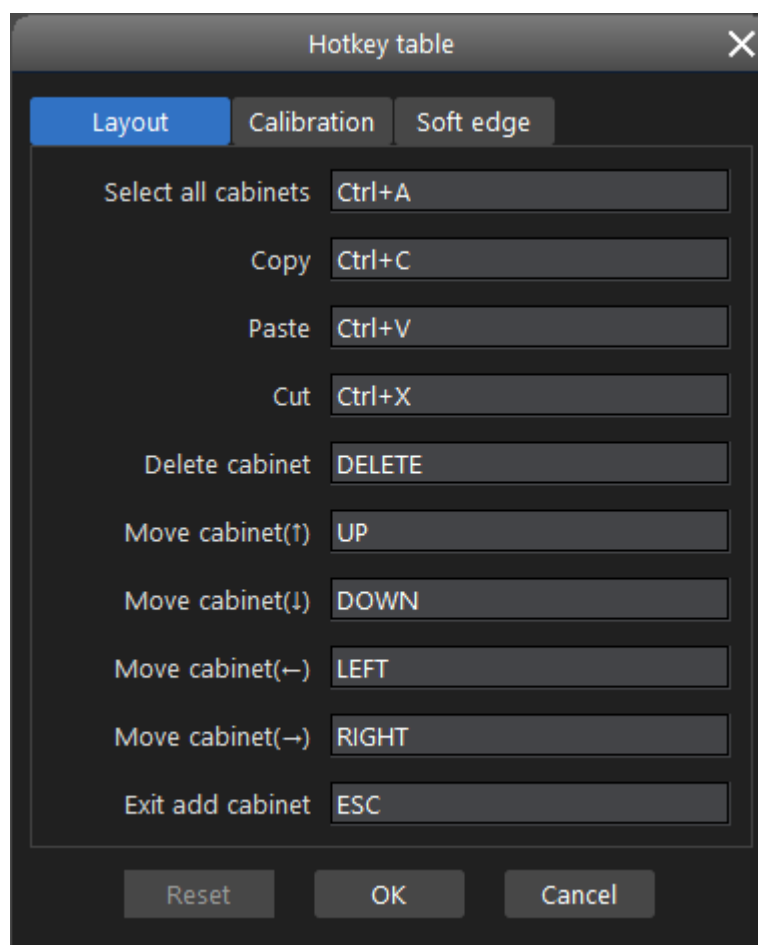 Hotkey table
Layout Calibration Soft edge
Select all cabinets Ctrl+A
Copy Ctrl+C
Paste Ctrl+V
Cut Ctrl+X
Delete cabinet DELETE
Move cabinet(↑) UP
Move cabinet(↓) DOWN
Move cabinet(←) LEFT
Move cabinet(→) RIGHT
Exit add cabinet ESC
Reset OK Cancel